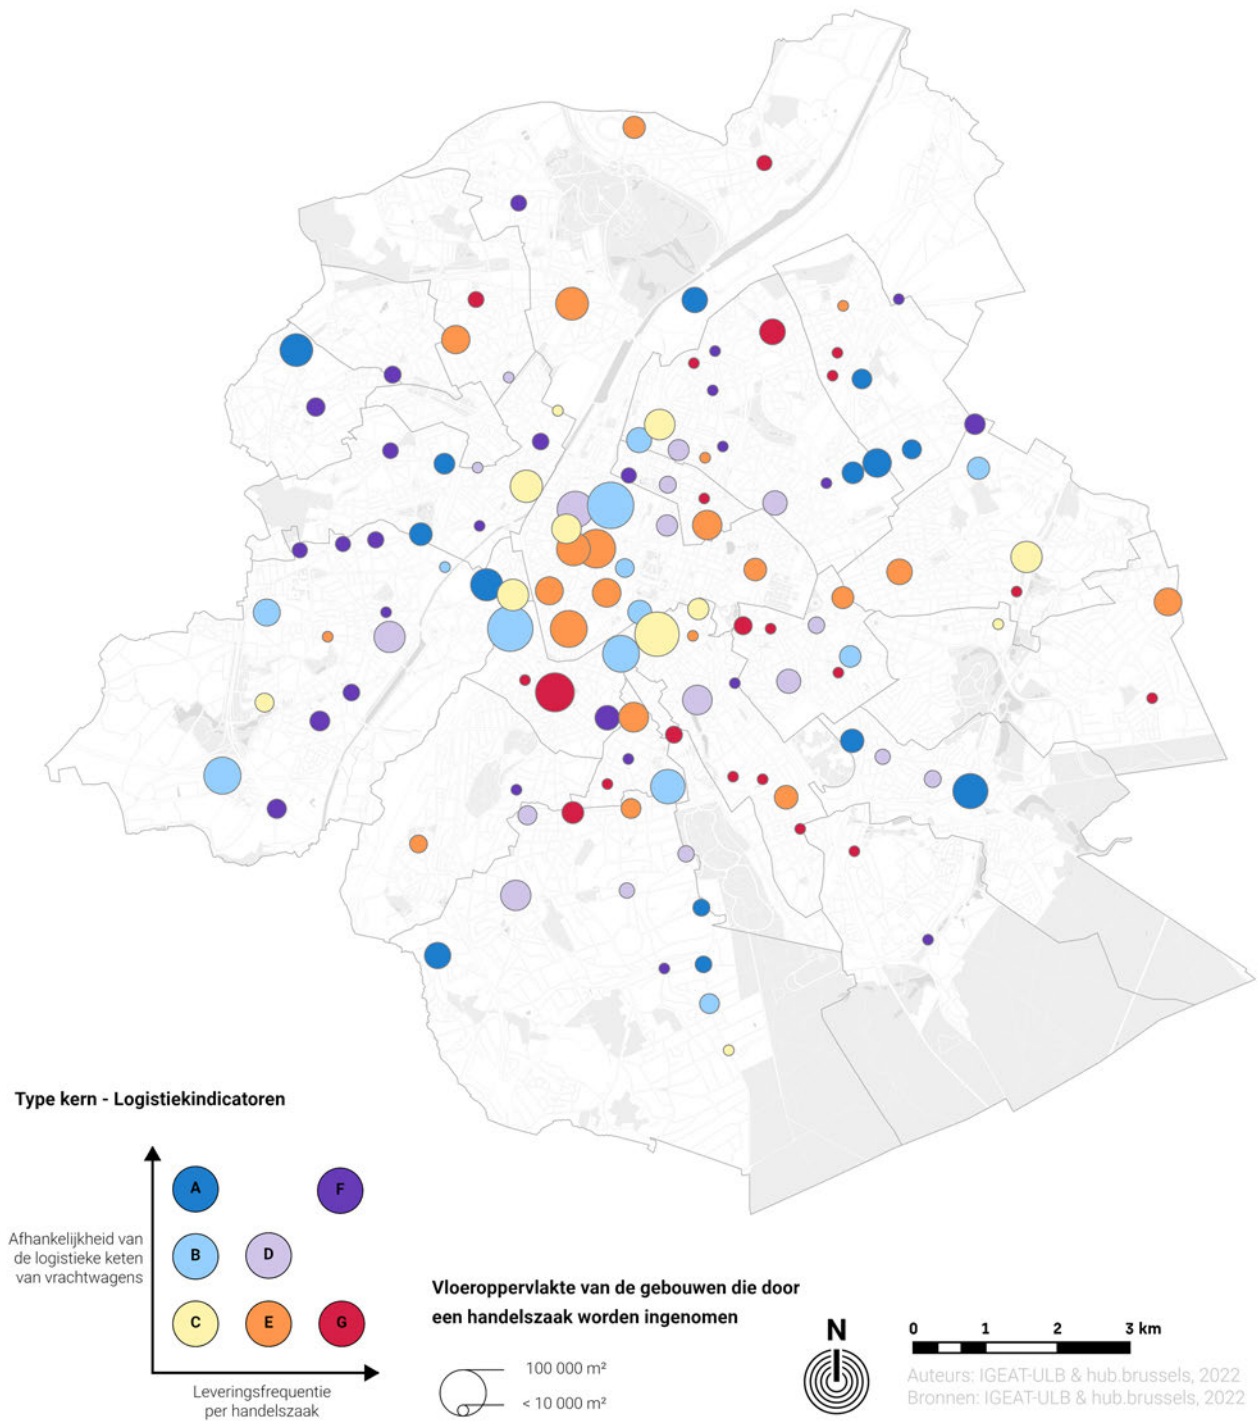 Type kern - Logistiekindicatoren
A
F
Afhankelijkheid van
de logistieke keten
van vrachtwagens
B
D
C
E
G
Leveringsfrequentie
per handelszaak
Vloeroppervlakte van de gebouwen die door
een handelszaak worden ingenomen
100 000 m²
< 10 000 m²
N
0 1 2 3 km
Auteurs: IGEAT-ULB & hub.brussels, 2022
Bronnen: IGEAT-ULB & hub.brussels, 2022